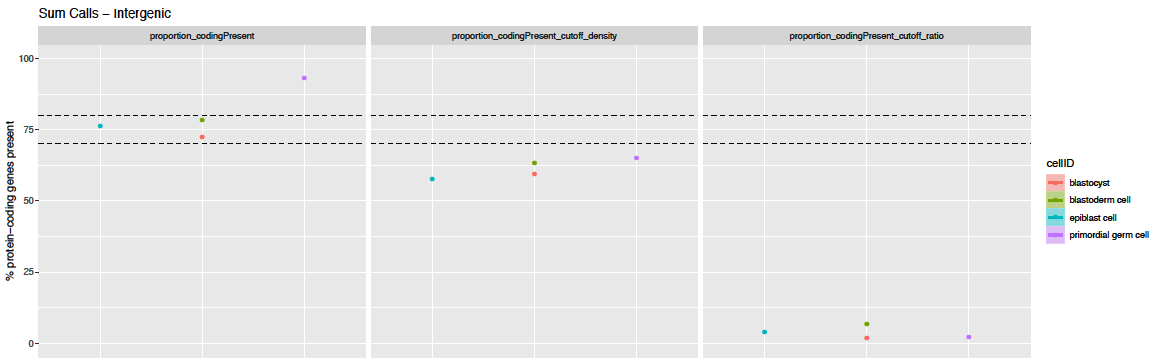 Sum Calls – Intergenic
proportion_codingPresent
proportion_codingPresent_cutoff_density
proportion_codingPresent_cutoff_ratio
% protein–coding genes present
100
75
50
25
0
cellID
blastocyst
blastoderm cell
epiblast cell
primordial germ cell